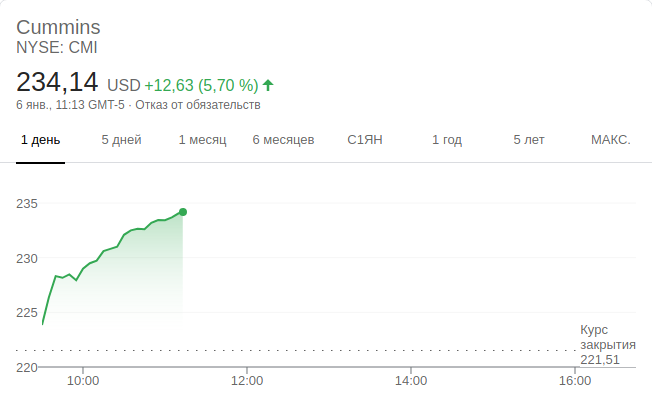 Cummins
NYSE: CMI
234,14 USD +12,63 (5,70 %)
6 янв., 11:13 GMT-5 · Отказ от обязательств
1 день 5 дней 1 месяц 6 месяцев С1ЯН 1 год 5 лет МАКС.
235
230
225
Курс
закрытия
221,51
220
10:00 12:00 14:00 16:00